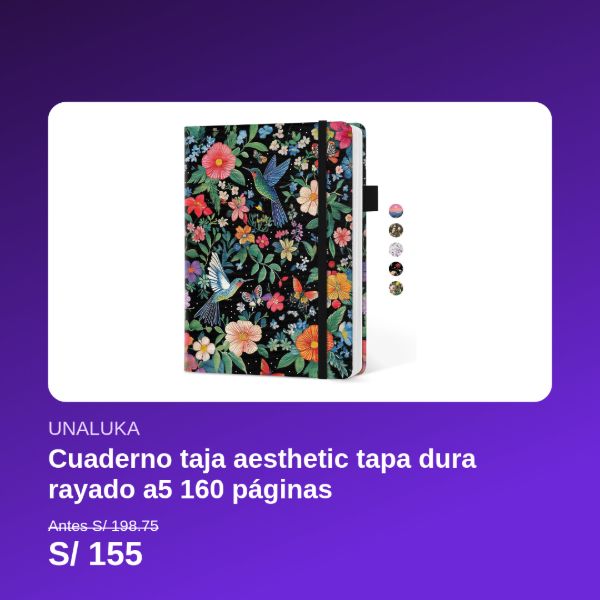 UNALUKA
Cuaderno taja aesthetic tapa dura
rayado a5 160 páginas
Antes S/ 198.75
S/ 155